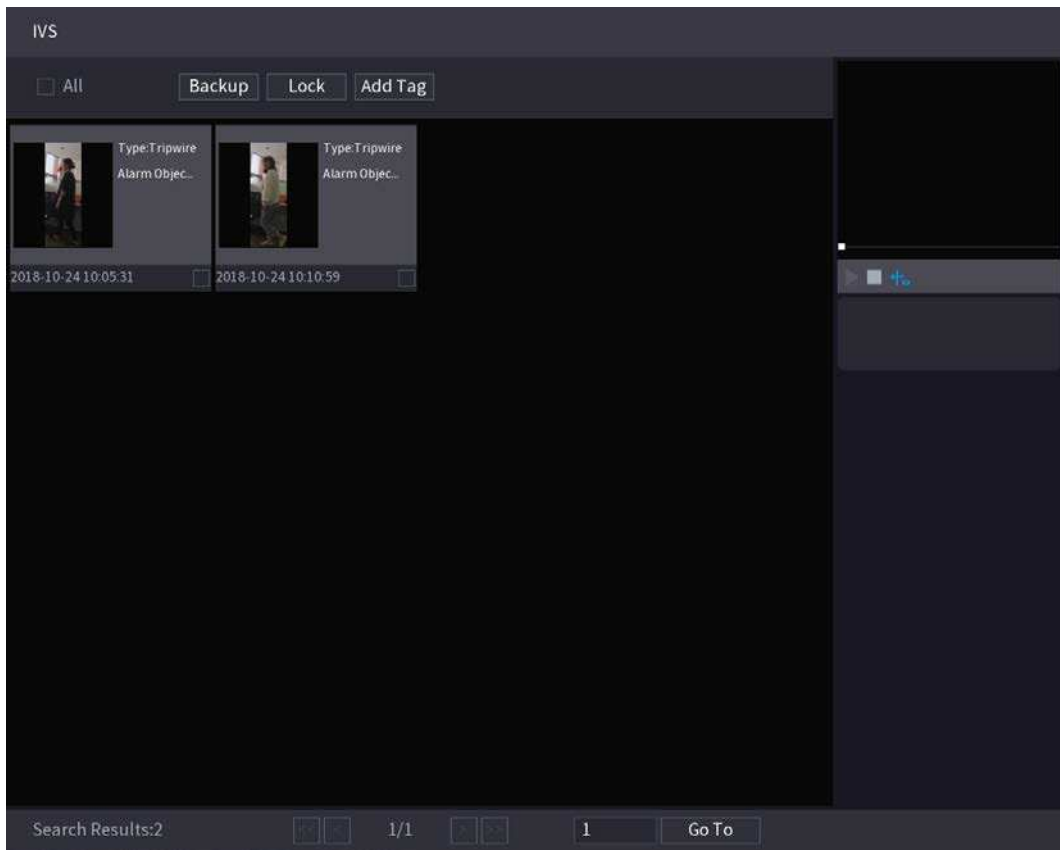 IVS
All Backup Lock Add Tag
Type:Tripwire
Alarm Objec...
2018-10-24 10:05:31
Type:Tripwire
Alarm Objec...
2018-10-24 10:10:59
Search Results:2 << < 1/1 > >> 1 Go To